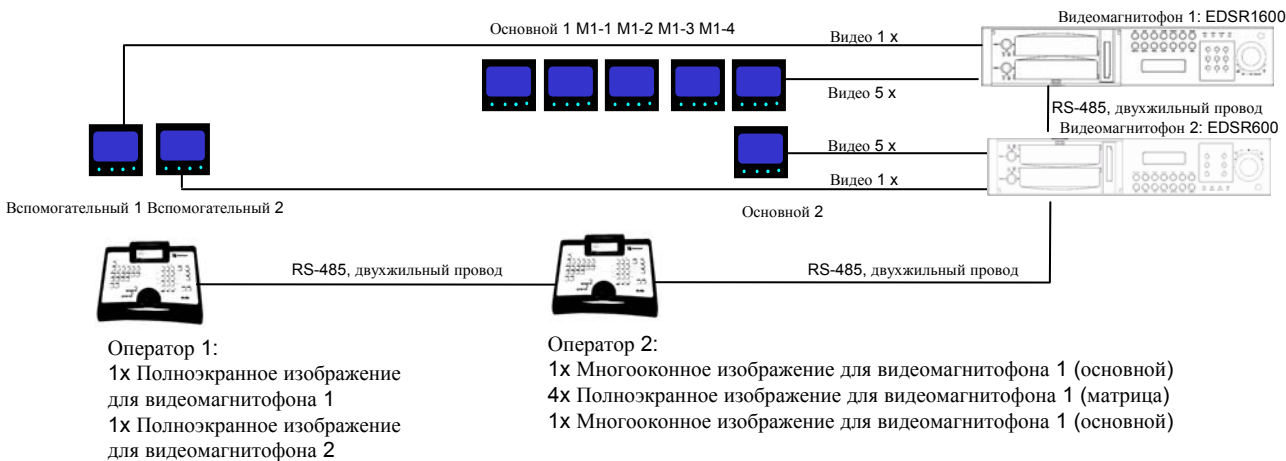 Видеомагнитофон 1: EDSR1600
Основной 1 M1-1 M1-2 M1-3 M1-4
Видео 1 x
Видео 5 x
RS-485, двухжильный провод
Видеомагнитофон 2: EDSR600
Видео 5 x
Видео 1 x
Вспомогательный 1 Вспомогательный 2
Основной 2
RS-485, двухжильный провод
RS-485, двухжильный провод
Оператор 1:
1x Полноэкранное изображение
для видеомагнитофона 1
1x Полноэкранное изображение
для видеомагнитофона 2
Оператор 2:
1x Многооконное изображение для видеомагнитофона 1 (основной)
4x Полноэкранное изображение для видеомагнитофона 1 (матрица)
1x Многооконное изображение для видеомагнитофона 1 (основной)